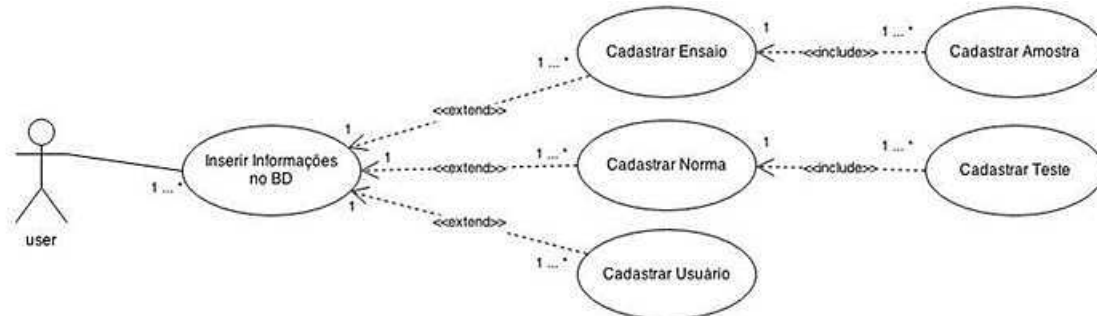 1
1 ... *
Cadastrar Ensaio
<<include>>
Cadastrar Amostra
1 ... *
<<extend>>
1
Inserir Informações
no BD
1 ... *
user
1
<<extend>>
1 ... *
Cadastrar Norma
1
<<include>>
1 ... *
Cadastrar Teste
1
<<extend>>
1 ... *
Cadastrar Usuário